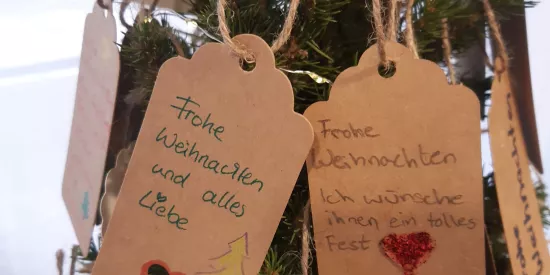 Frohe
Weihnachten
und alles
Liebe
Frohe
Weihnachten
Ich wünsche
ihnen ein tolles
Fest